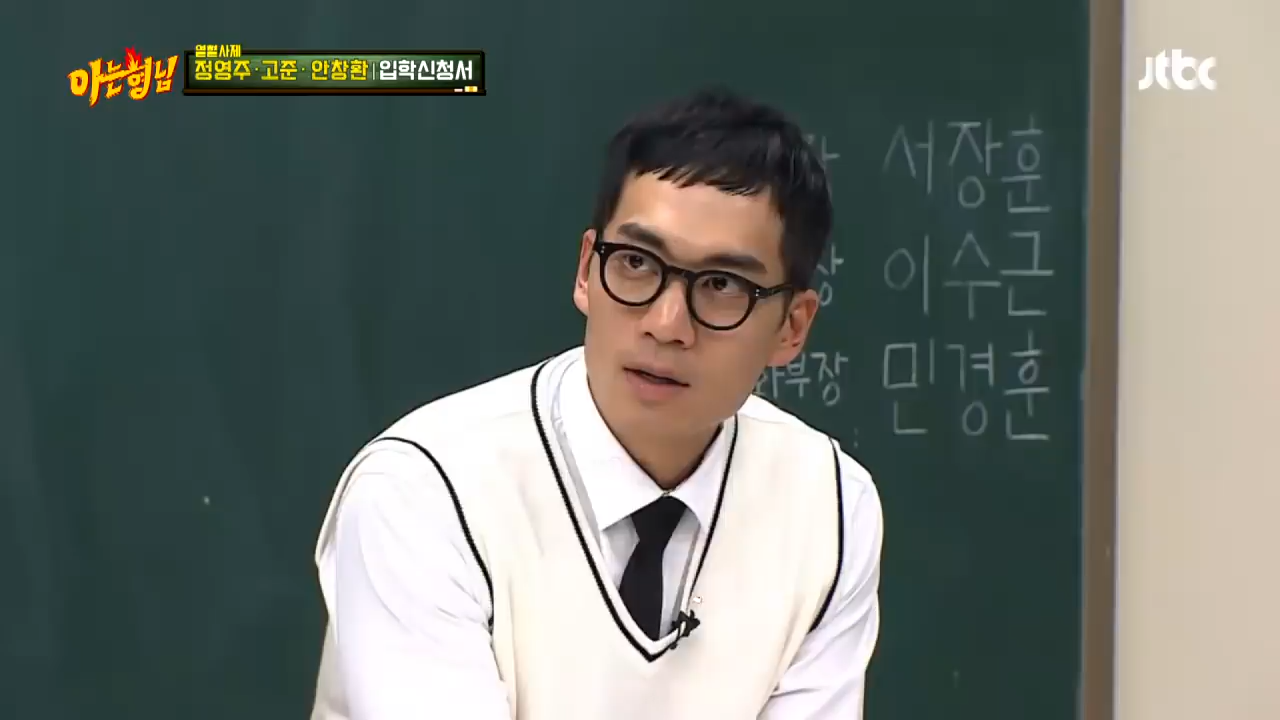 아는형님
열혈사제
정영주·고준·안창환|입학신청서
jtbc
서장훈
이수근
부장 민경훈
: